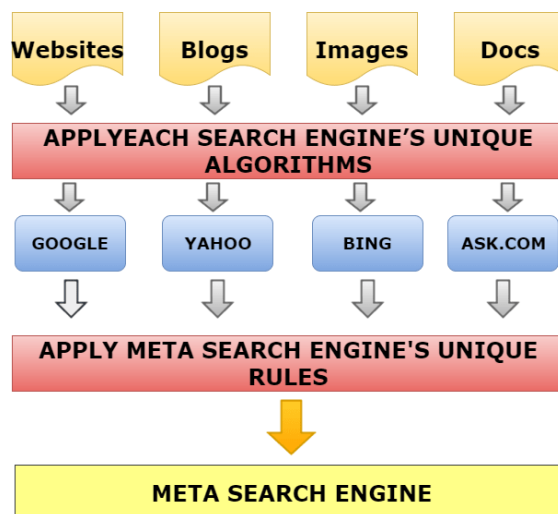 Websites Blogs Images Docs
APPLYEACH SEARCH ENGINE’S UNIQUE
ALGORITHMS
GOOGLE YAHOO BING ASK.COM
APPLY META SEARCH ENGINE'S UNIQUE
RULES
META SEARCH ENGINE